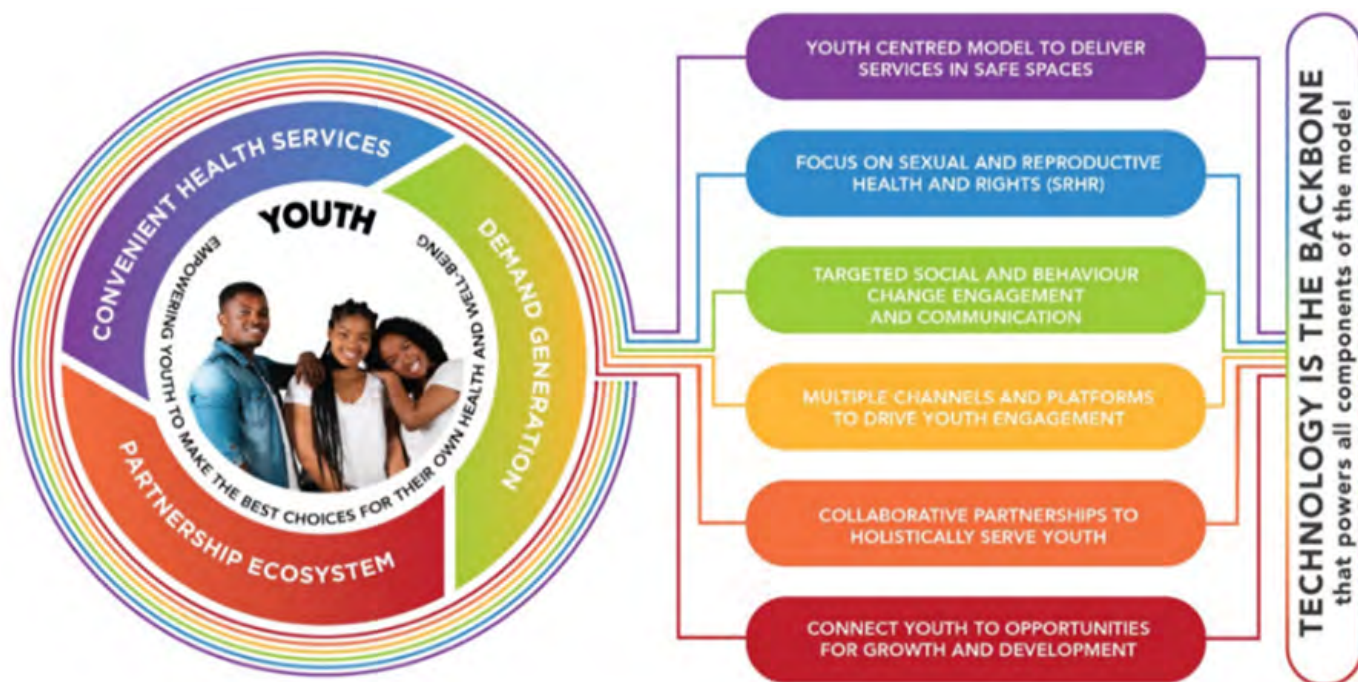 CONVENIENT HEALTH SERVICES
DEMAND GENERATION
PARTNERSHIP ECOSYSTEM
YOUTH
EMPOWERING YOUTH TO MAKE THE BEST CHOICES FOR THEIR OWN HEALTH AND WELL-BEING
YOUTH CENTRED MODEL TO DELIVER
SERVICES IN SAFE SPACES
FOCUS ON SEXUAL AND REPRODUCTIVE
HEALTH AND RIGHTS (SRHR)
TARGETED SOCIAL AND BEHAVIOUR
CHANGE ENGAGEMENT
AND COMMUNICATION
MULTIPLE CHANNELS AND PLATFORMS
TO DRIVE YOUTH ENGAGEMENT
COLLABORATIVE PARTNERSHIPS TO
HOLISTICALLY SERVE YOUTH
CONNECT YOUTH TO OPPORTUNITIES
FOR GROWTH AND DEVELOPMENT
TECHNOLOGY IS THE BACKBONE
that powers all components of the model